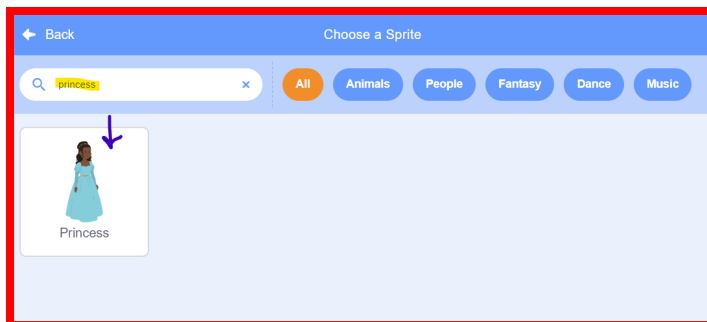 Back
Choose a Sprite
princess
All
Animals
People
Fantasy
Dance
Music
Princess